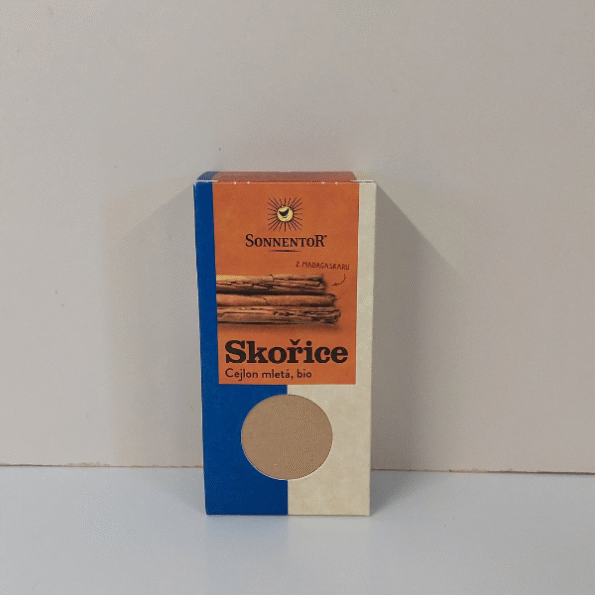 SONNENTOR®
Z MADAGASKARU
Skořice
Cejlon mletá, bio